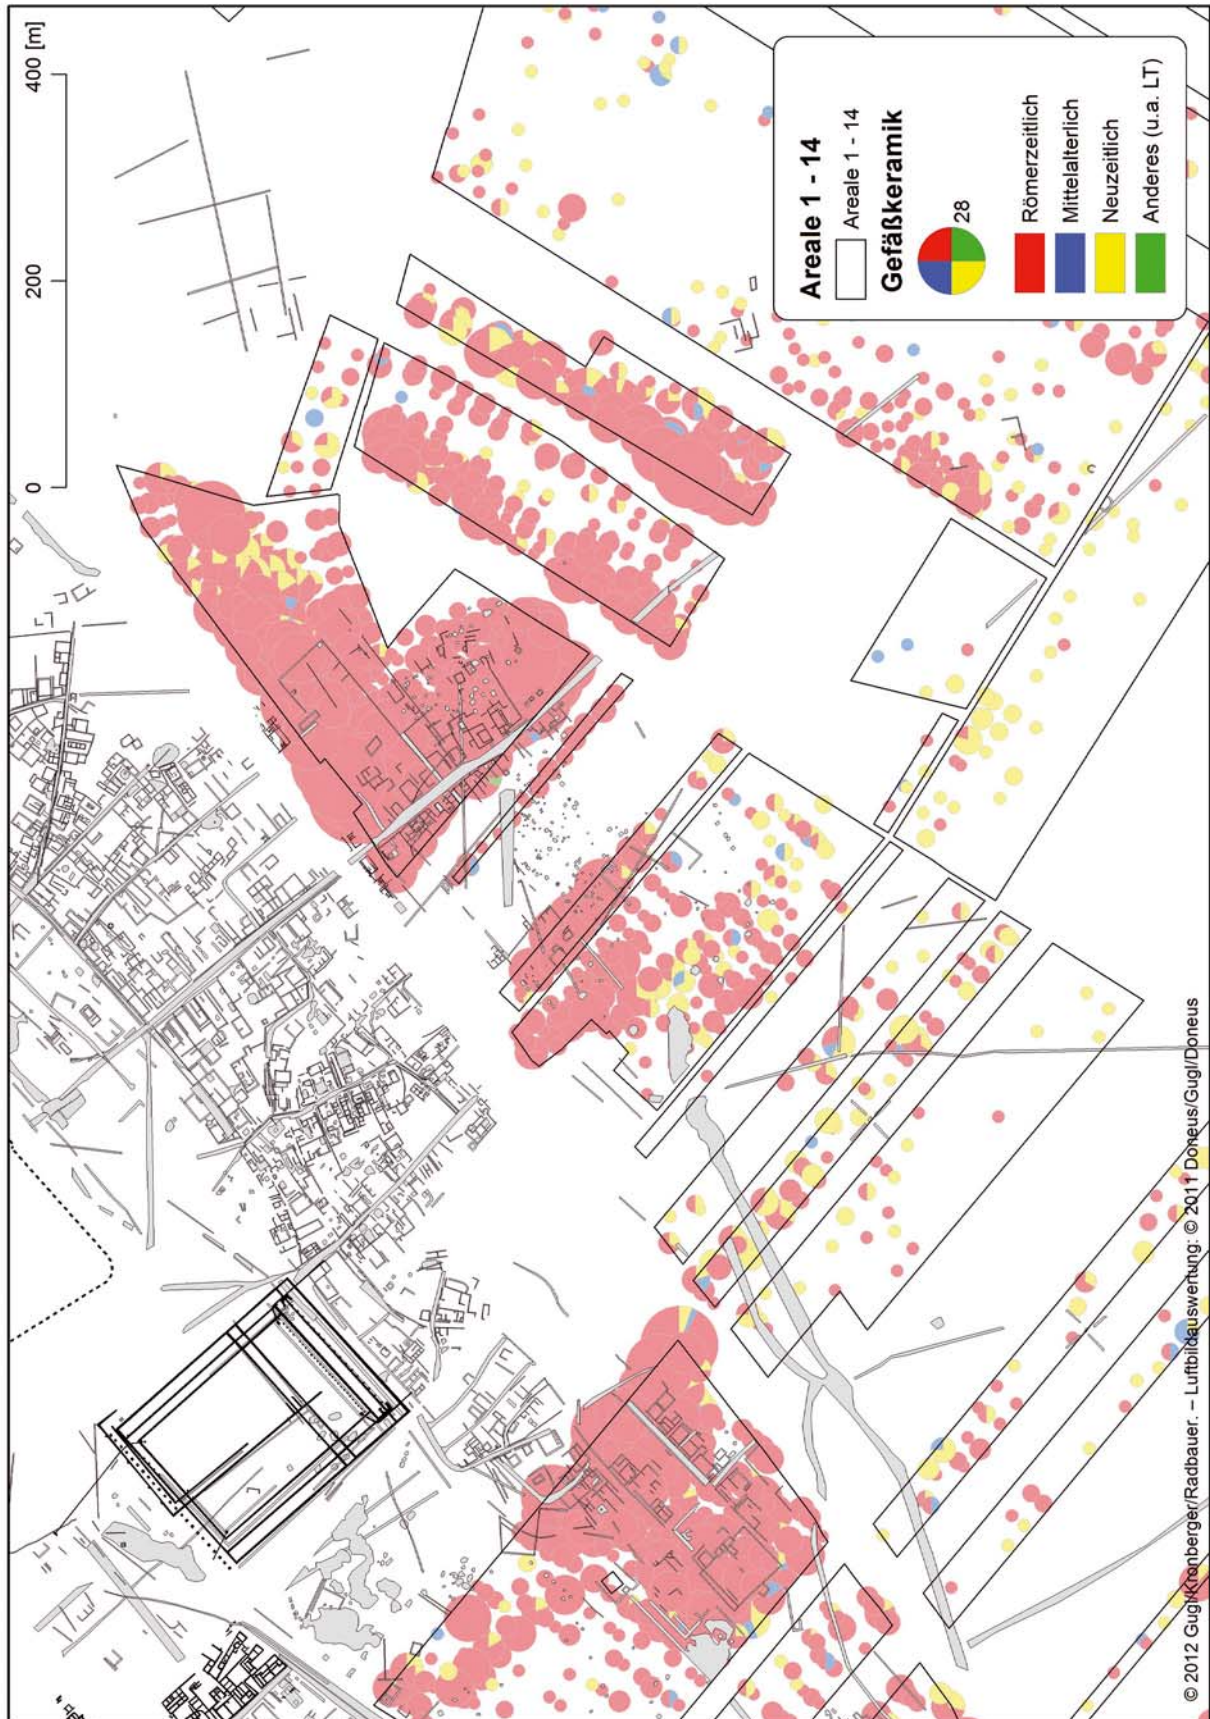 0 200 400 [m]
Areale 1 - 14
Areale 1 - 14
Gefäßkeramik
28
Römerzeitlich
Mittelalterlich
Neuzeitlich
Anderes (u.a. LT)
© 2012 Gugl/Kronberger/Radbauer. – Luftbildauswertung: © 2011 Doneus/Gugl/Doneus